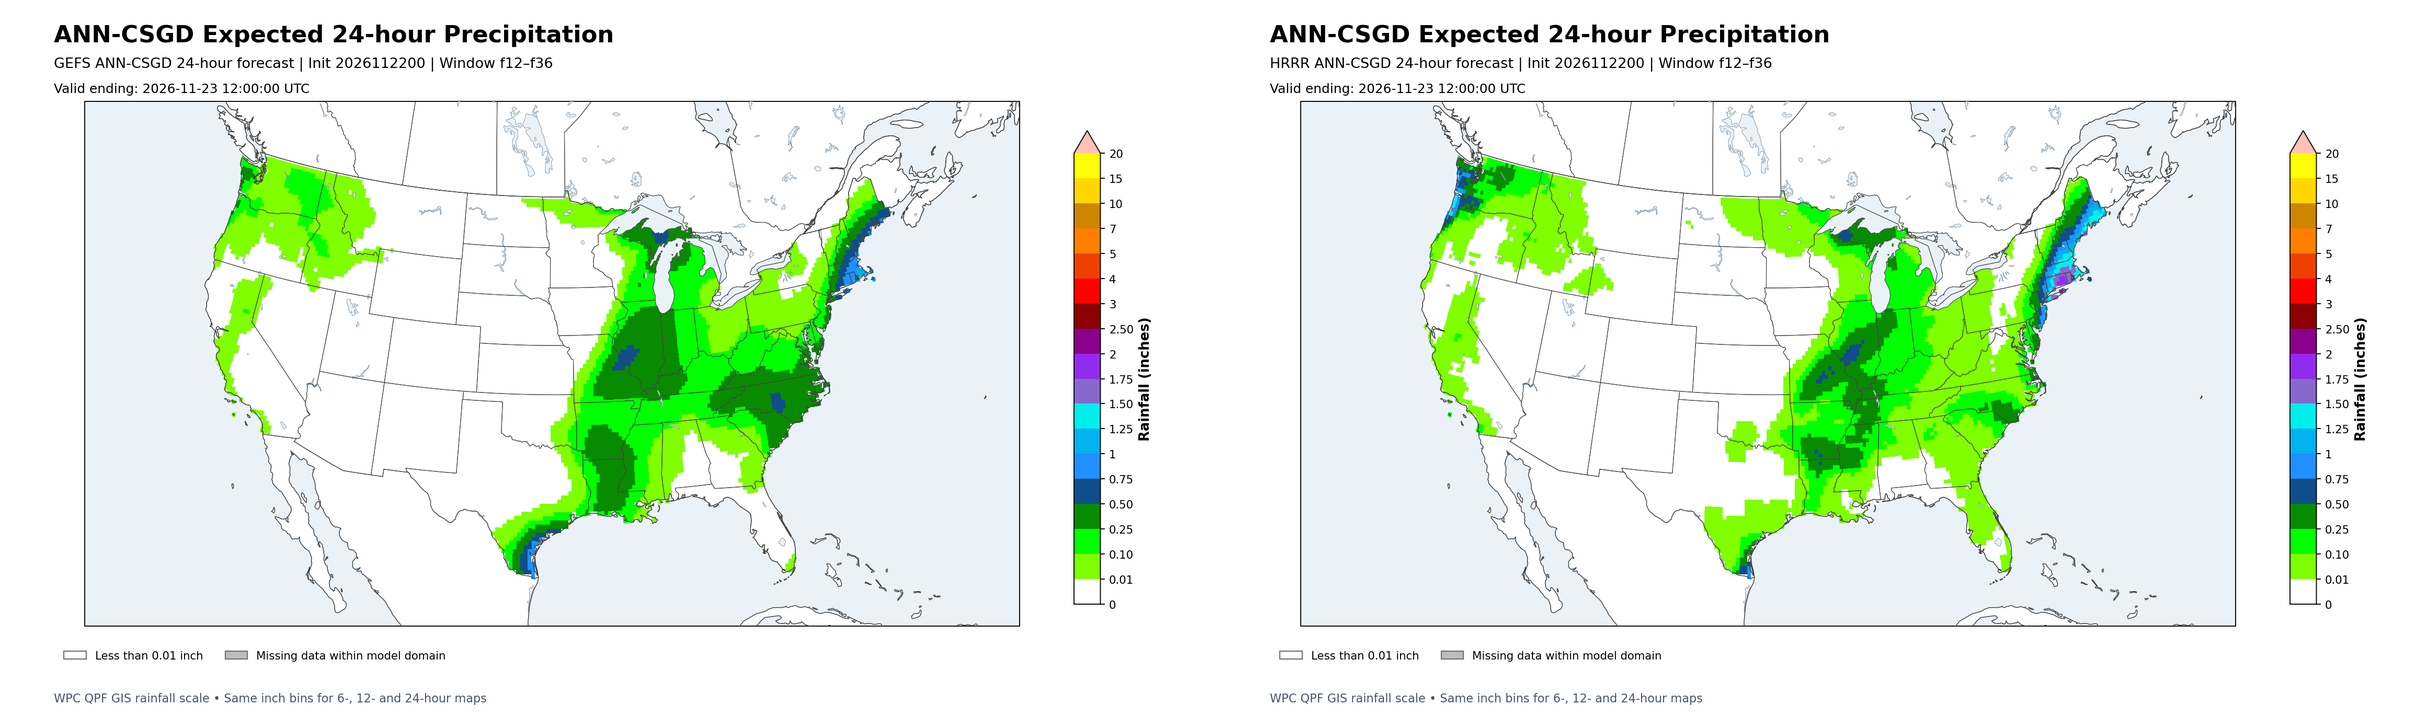 ANN-CSGD Expected 24-hour Precipitation
GEFS ANN-CSGD 24-hour forecast | Init 2026112200 | Window f12–f36
Valid ending: 2026-11-23 12:00:00 UTC
20
15
10
7
5
4
3
2.50
2
1.75
1.50
1.25
1
0.75
0.50
0.25
0.10
0.01
0
Rainfall (inches)
Less than 0.01 inch
Missing data within model domain
WPC QPF GIS rainfall scale • Same inch bins for 6-, 12- and 24-hour maps
ANN-CSGD Expected 24-hour Precipitation
HRRR ANN-CSGD 24-hour forecast | Init 2026112200 | Window f12–f36
Valid ending: 2026-11-23 12:00:00 UTC
20
15
10
7
5
4
3
2.50
2
1.75
1.50
1.25
1
0.75
0.50
0.25
0.10
0.01
0
Rainfall (inches)
Less than 0.01 inch
Missing data within model domain
WPC QPF GIS rainfall scale • Same inch bins for 6-, 12- and 24-hour maps